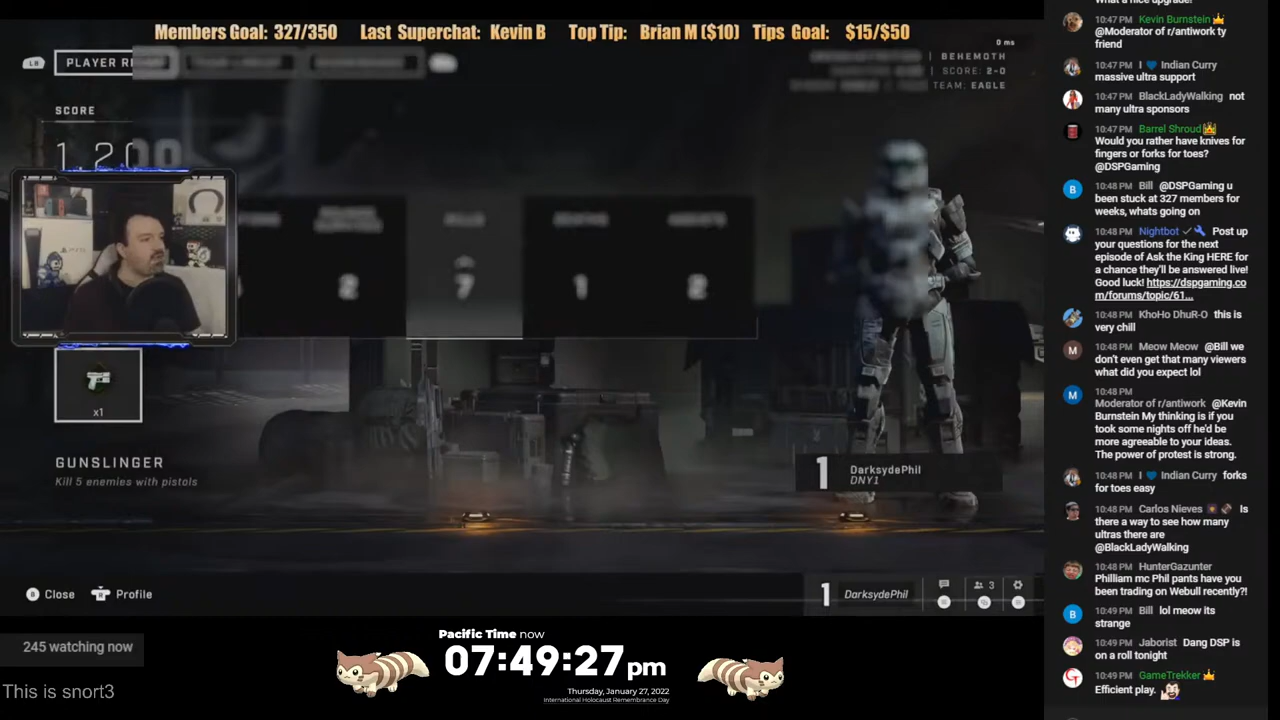 Members Goal: 327/350 Last Superchat: Kevin B Top Tip: Brian M ($10) Tips Goal: $15/$50
0 ms
PLAYER
BEHEMOTH
SCORE: 2-0
TEAM: EAGLE
SCORE
2
7
1
2
x1
GUNSLINGER
Kill 5 enemies with pistols
1 DarksydePhil
DNY1
Close Profile
1 DarksydePhil 3
245 watching now
This is snort3
Pacific Time now
07:49:27pm
Thursday, January 27, 2022
International Holocaust Remembrance Day
10:47 PM Kevin Burnstein
@Moderator of r/antiwork ty
friend
10:47 PM I 💙 Indian Curry
massive ultra support
10:47 PM BlackLadyWalking not
many ultra sponsors
10:47 PM Barrel Shroud
Would you rather have knives for
fingers or forks for toes?
@DSPGaming
10:48 PM Bill @DSPGaming u
been stuck at 327 members for
weeks, whats going on
10:48 PM Nightbot Post up
your questions for the next
episode of Ask the King HERE for
a chance they'll be answered live!
Good luck! https://dspgaming.co
m/forums/topic/61...
10:48 PM KhoHo DhuR-O this is
very chill
10:48 PM Meow Meow @Bill we
don't even get that many viewers
what did you expect lol
10:48 PM
Moderator of r/antiwork @Kevin
Burnstein My thinking is if you
took some nights off he'd be
more agreeable to your ideas.
The power of protest is strong.
10:48 PM I 💙 Indian Curry forks
for toes easy
10:48 PM Carlos Nieves Is
there a way to see how many
ultras there are
@BlackLadyWalking
10:48 PM HunterGazunter
Philliam mc Phil pants have you
been trading on Webull recently?!
10:49 PM Bill lol meow its
strange
10:49 PM Jaborist Dang DSP is
on a roll tonight
10:49 PM GameTrekker
Efficient play.